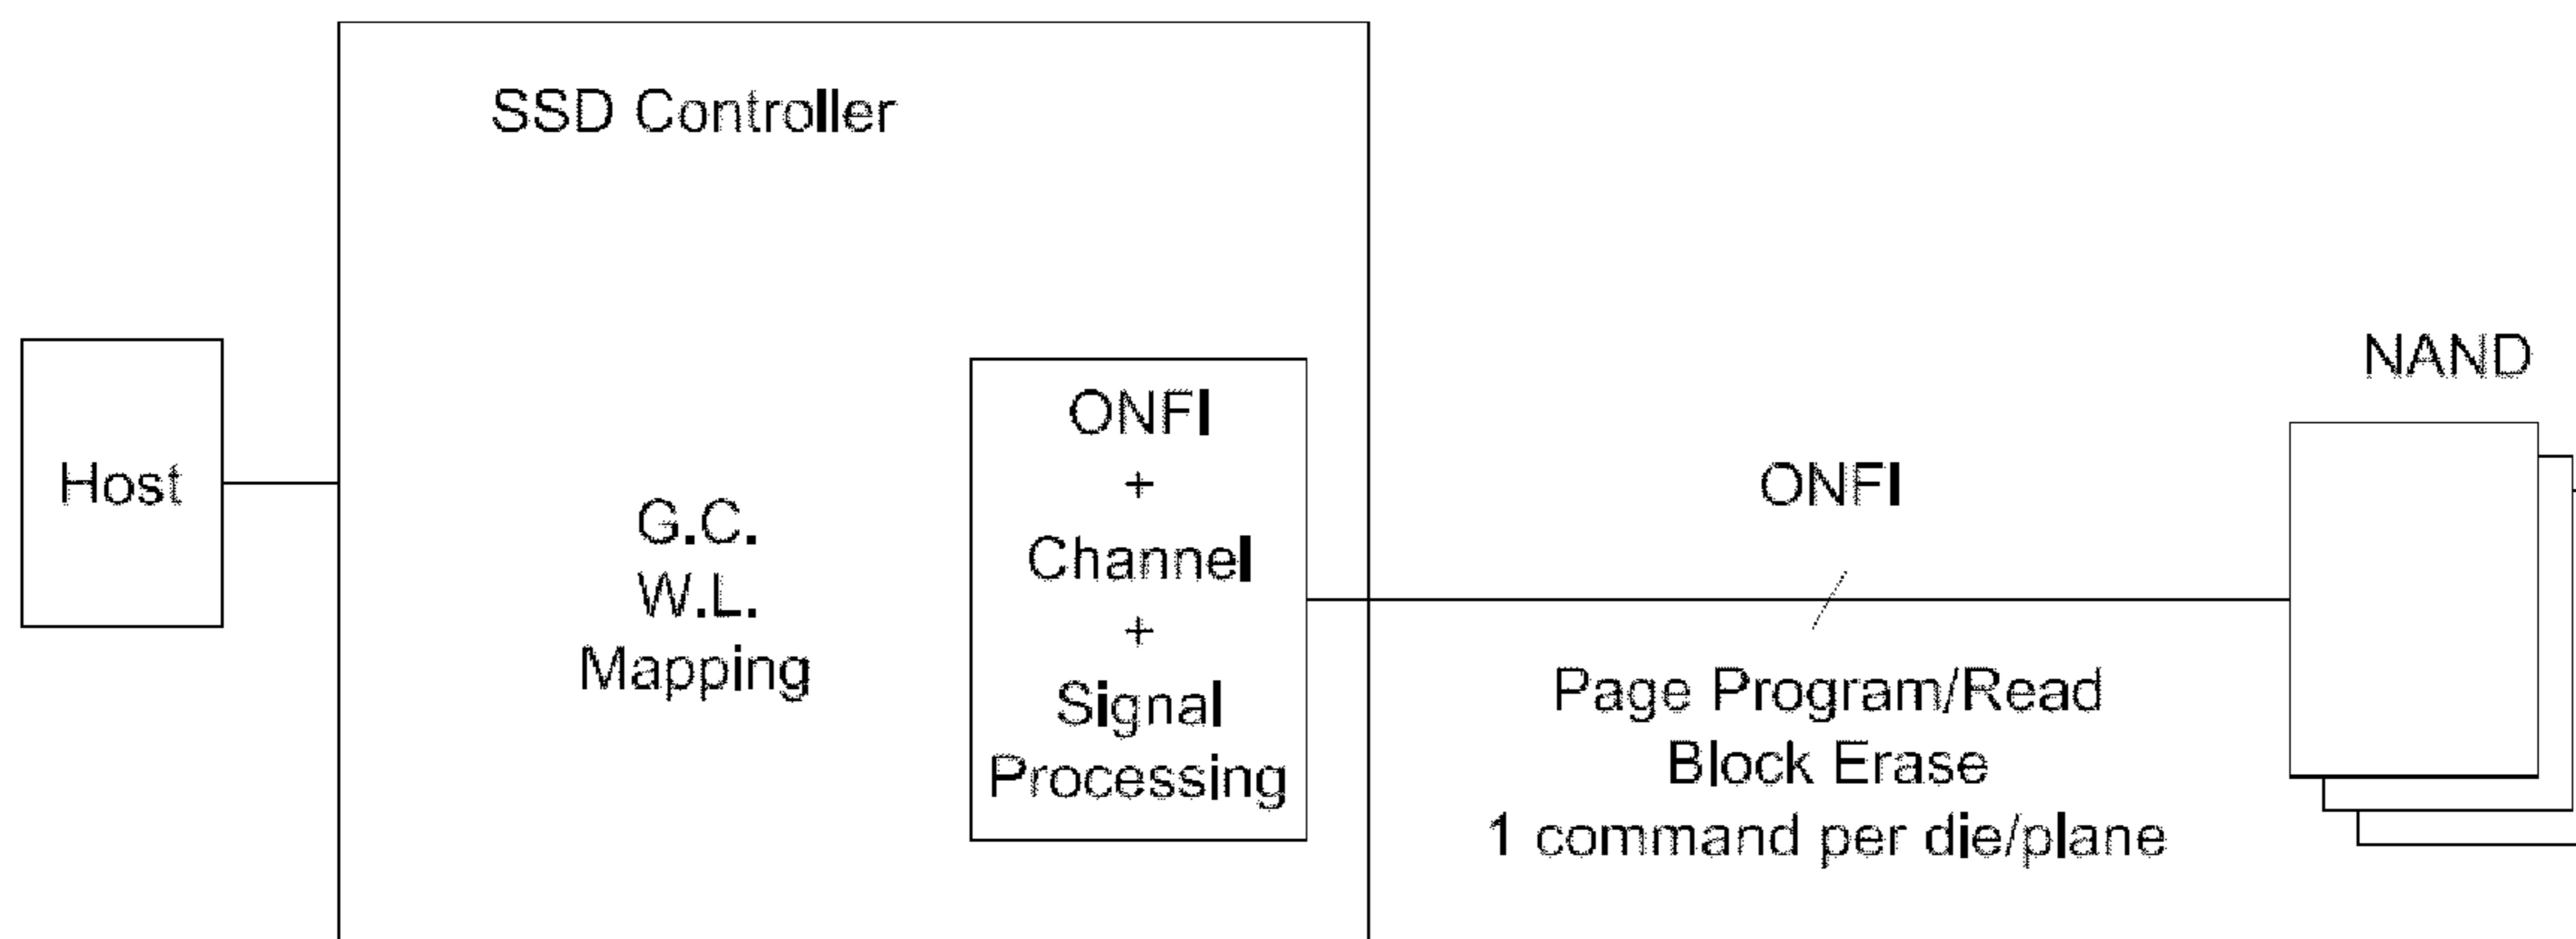 SSD Controller
Host
G.C.
W.L.
Mapping
ONFI
+
Channel
+
Signal
Processing
ONFI
Page Program/Read
Block Erase
1 command per die/plane
NAND